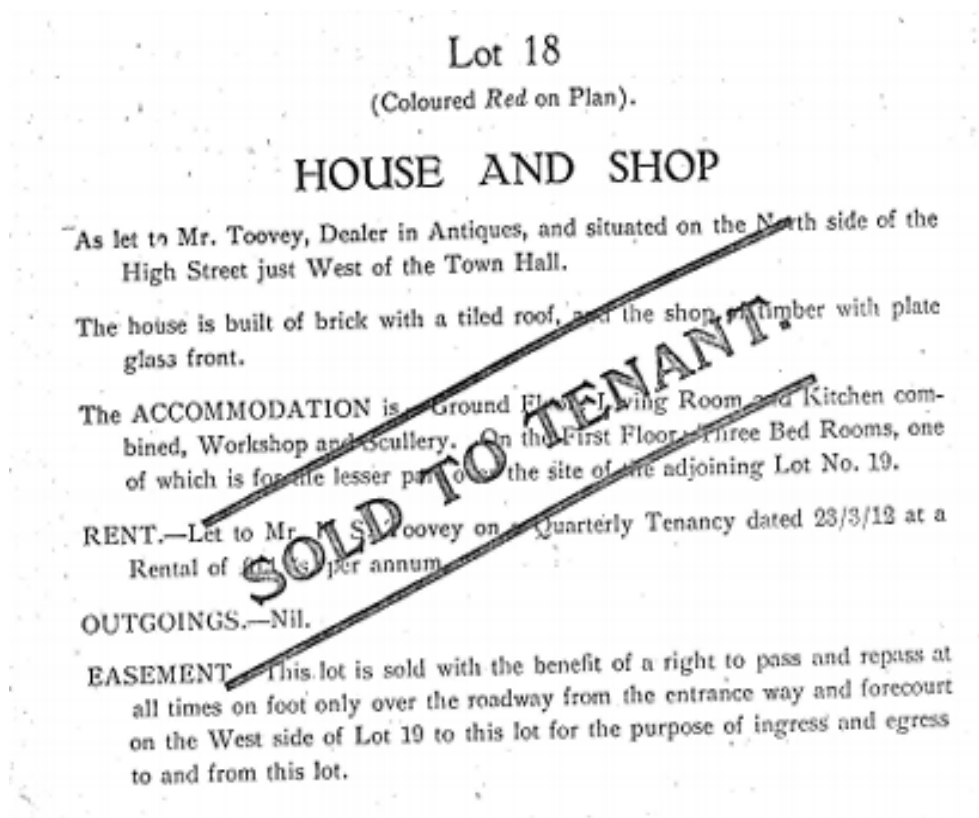 Lot 18
(Coloured Red on Plan).
HOUSE AND SHOP
As let to Mr. Toovey, Dealer in Antiques, and situated on the North side of the
High Street just West of the Town Hall.
The house is built of brick with a tiled roof, and the shop of timber with plate
glass front.
The ACCOMMODATION is Ground Floor Living Room and Kitchen com-
bined, Workshop and Scullery. On the First Floor, Three Bed Rooms, one
of which is for the lesser part over the site of the adjoining Lot No. 19.
RENT.—Let to Mr. Toovey on a Quarterly Tenancy dated 23/3/12 at a
Rental of per annum
OUTGOINGS.—Nil.
EASEMENT This lot is sold with the benefit of a right to pass and repass at
all times on foot only over the roadway from the entrance way and forecourt
on the West side of Lot 19 to this lot for the purpose of ingress and egress
to and from this lot.
SOLD TO TENANT.